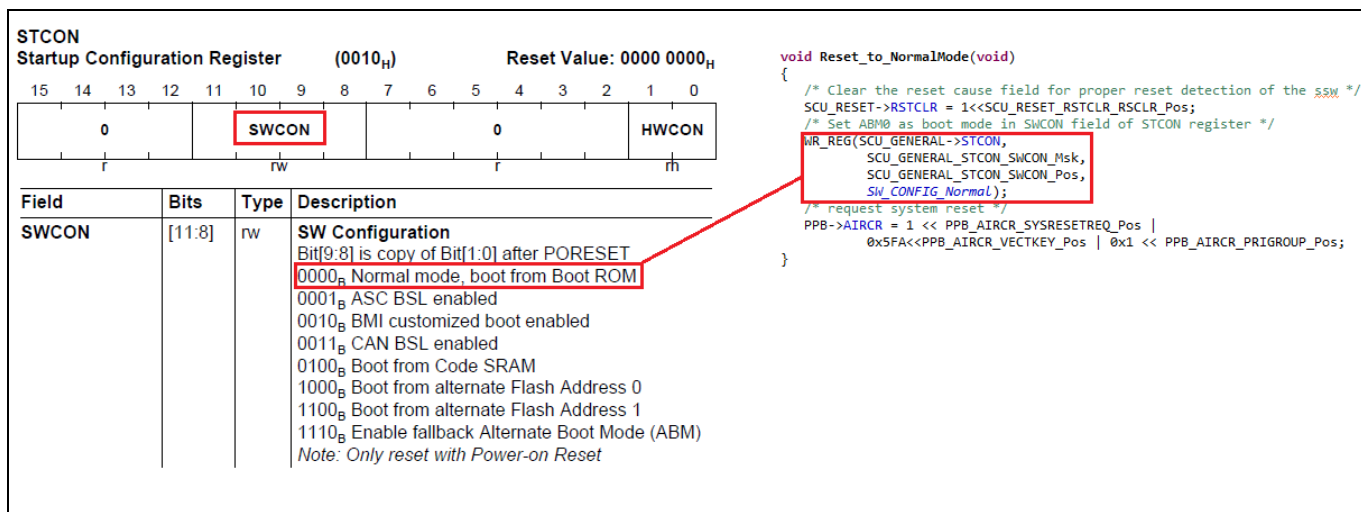 STCON
Startup Configuration Register (0010H) Reset Value: 0000 0000H
15 14 13 12 11 10 9 8 7 6 5 4 3 2 1 0
0 SWCON 0 HWCON
r rw r rh
Field Bits Type Description
SWCON [11:8] rw SW Configuration
Bit[9:8] is copy of Bit[1:0] after PORESET
0000B Normal mode, boot from Boot ROM
0001B ASC BSL enabled
0010B BMI customized boot enabled
0011B CAN BSL enabled
0100B Boot from Code SRAM
1000B Boot from alternate Flash Address 0
1100B Boot from alternate Flash Address 1
1110B Enable fallback Alternate Boot Mode (ABM)
Note: Only reset with Power-on Reset
void Reset_to_NormalMode(void)
{
/* Clear the reset cause field for proper reset detection of the ssw */
SCU_RESET->RSTCLR = 1<<SCU_RESET_RSTCLR_RSCLR_Pos;
/* Set ABM0 as boot mode in SWCON field of STCON register */
WR_REG(SCU_GENERAL->STCON,
SCU_GENERAL_STCON_SWCON_Msk,
SCU_GENERAL_STCON_SWCON_Pos,
SW_CONFIG_Normal);
/* request system reset */
PPB->AIRCR = 1 << PPB_AIRCR_SYSRESETREQ_Pos |
0x5FA<<PPB_AIRCR_VECTKEY_Pos | 0x1 << PPB_AIRCR_PRIGROUP_Pos;
}